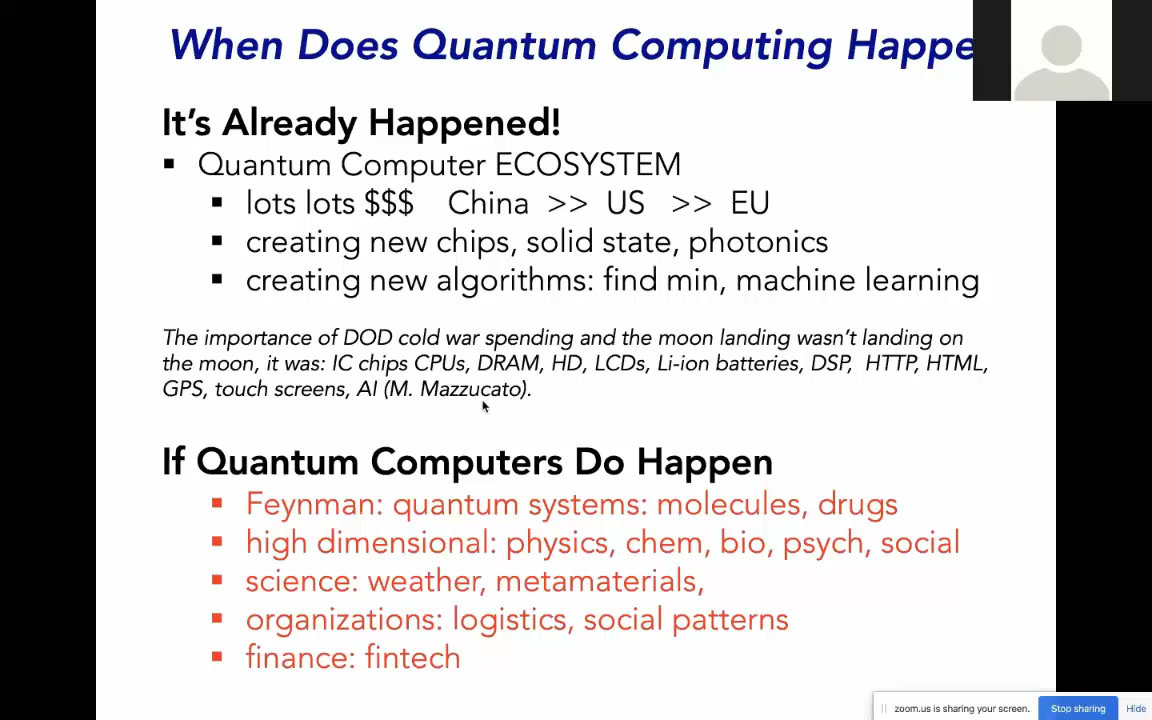 When Does Quantum Computing Happe
It's Already Happened!
▪ Quantum Computer ECOSYSTEM
▪ lots lots $$$ China >> US >> EU
▪ creating new chips, solid state, photonics
▪ creating new algorithms: find min, machine learning
The importance of DOD cold war spending and the moon landing wasn't landing on
the moon, it was: IC chips CPUs, DRAM, HD, LCDs, Li-ion batteries, DSP, HTTP, HTML,
GPS, touch screens, AI (M. Mazzucato).
If Quantum Computers Do Happen
▪ Feynman: quantum systems: molecules, drugs
▪ high dimensional: physics, chem, bio, psych, social
▪ science: weather, metamaterials,
▪ organizations: logistics, social patterns
▪ finance: fintech
zoom.us is sharing your screen. Stop sharing Hide